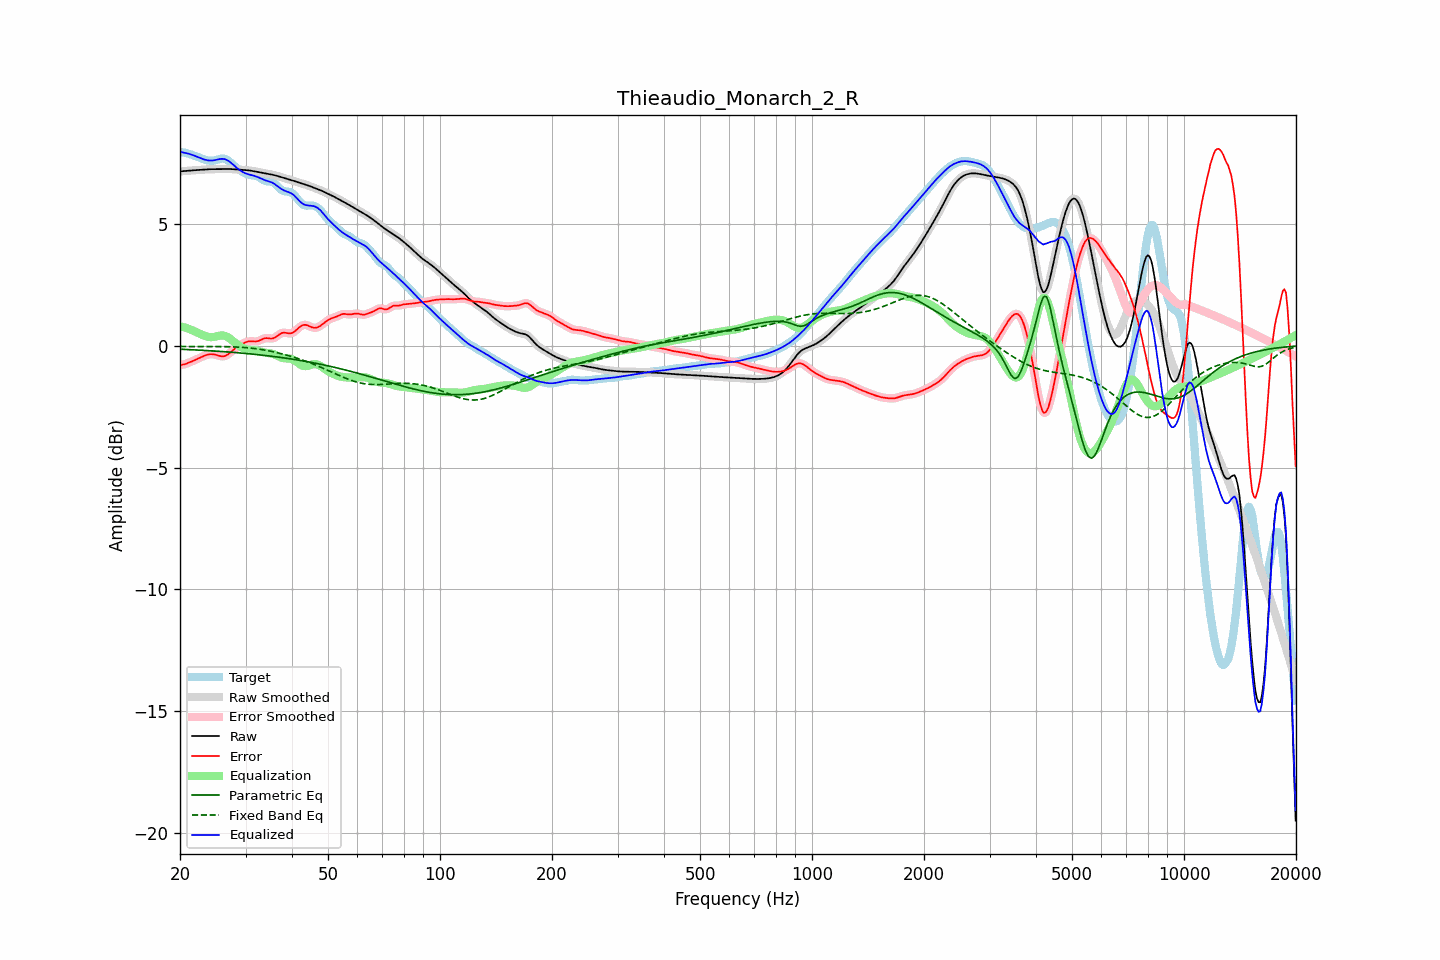 Thieaudio_Monarch_2_R
Amplitude (dBr)
5
0
−5
−10
−15
−20
Target
Raw Smoothed
Error Smoothed
Raw
Error
Equalization
Parametric Eq
Fixed Band Eq
Equalized
20 50 100 200 500 1000 2000 5000 10000 20000
Frequency (Hz)